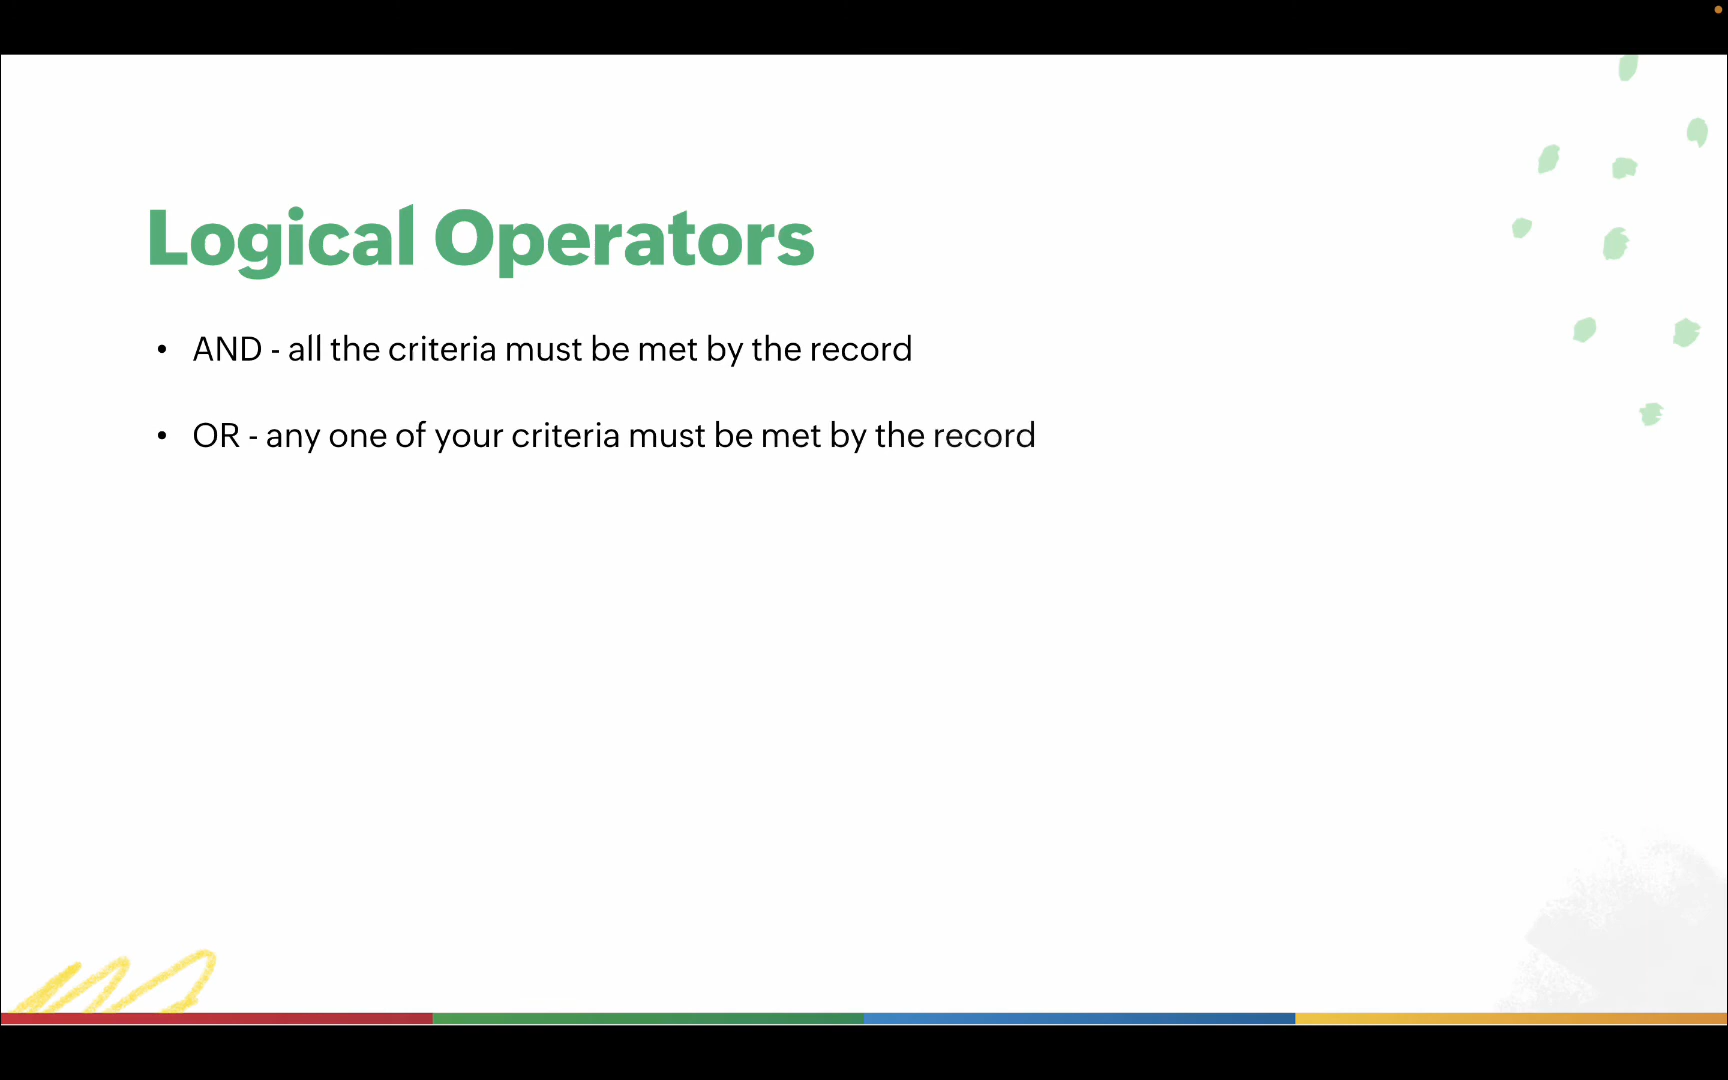 Logical Operators
• AND - all the criteria must be met by the record
• OR - any one of your criteria must be met by the record